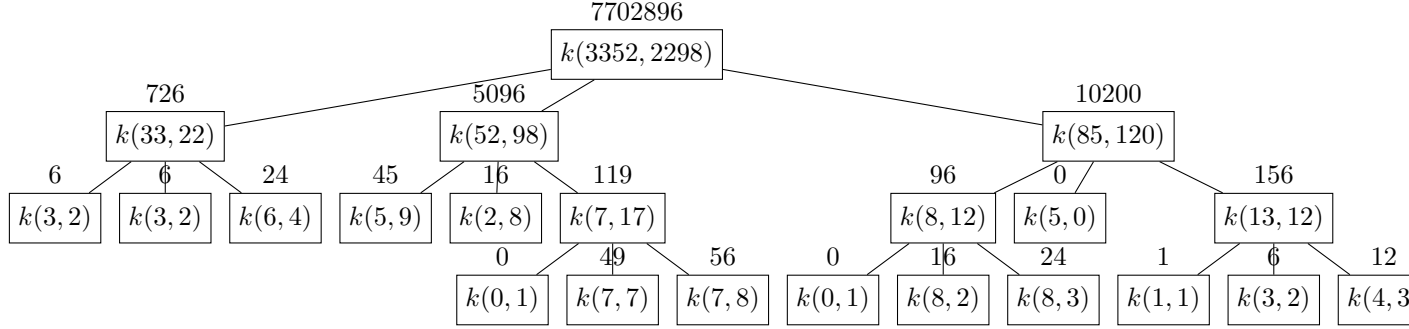 7702896
k(3352, 2298)
726 5096 10200
k(33, 22) k(52, 98) k(85, 120)
6 6 24 45 16 119 96 0 156
k(3, 2) k(3, 2) k(6, 4) k(5, 9) k(2, 8) k(7, 17) k(8, 12) k(5, 0) k(13, 12)
0 49 56 0 16 24 1 6 12
k(0, 1) k(7, 7) k(7, 8) k(0, 1) k(8, 2) k(8, 3) k(1, 1) k(3, 2) k(4, 3